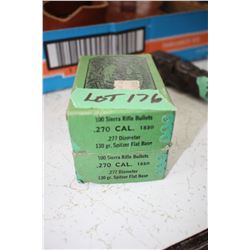 LOT 176
100 Sierra Rifle Bullets
.270 CAL. 1820
.277 Diameter
130 gr. Spitzer Flat Base
100 Sierra Rifle Bullets
.270 CAL. 1820
.277 Diameter
130 gr. Spitzer Flat Base